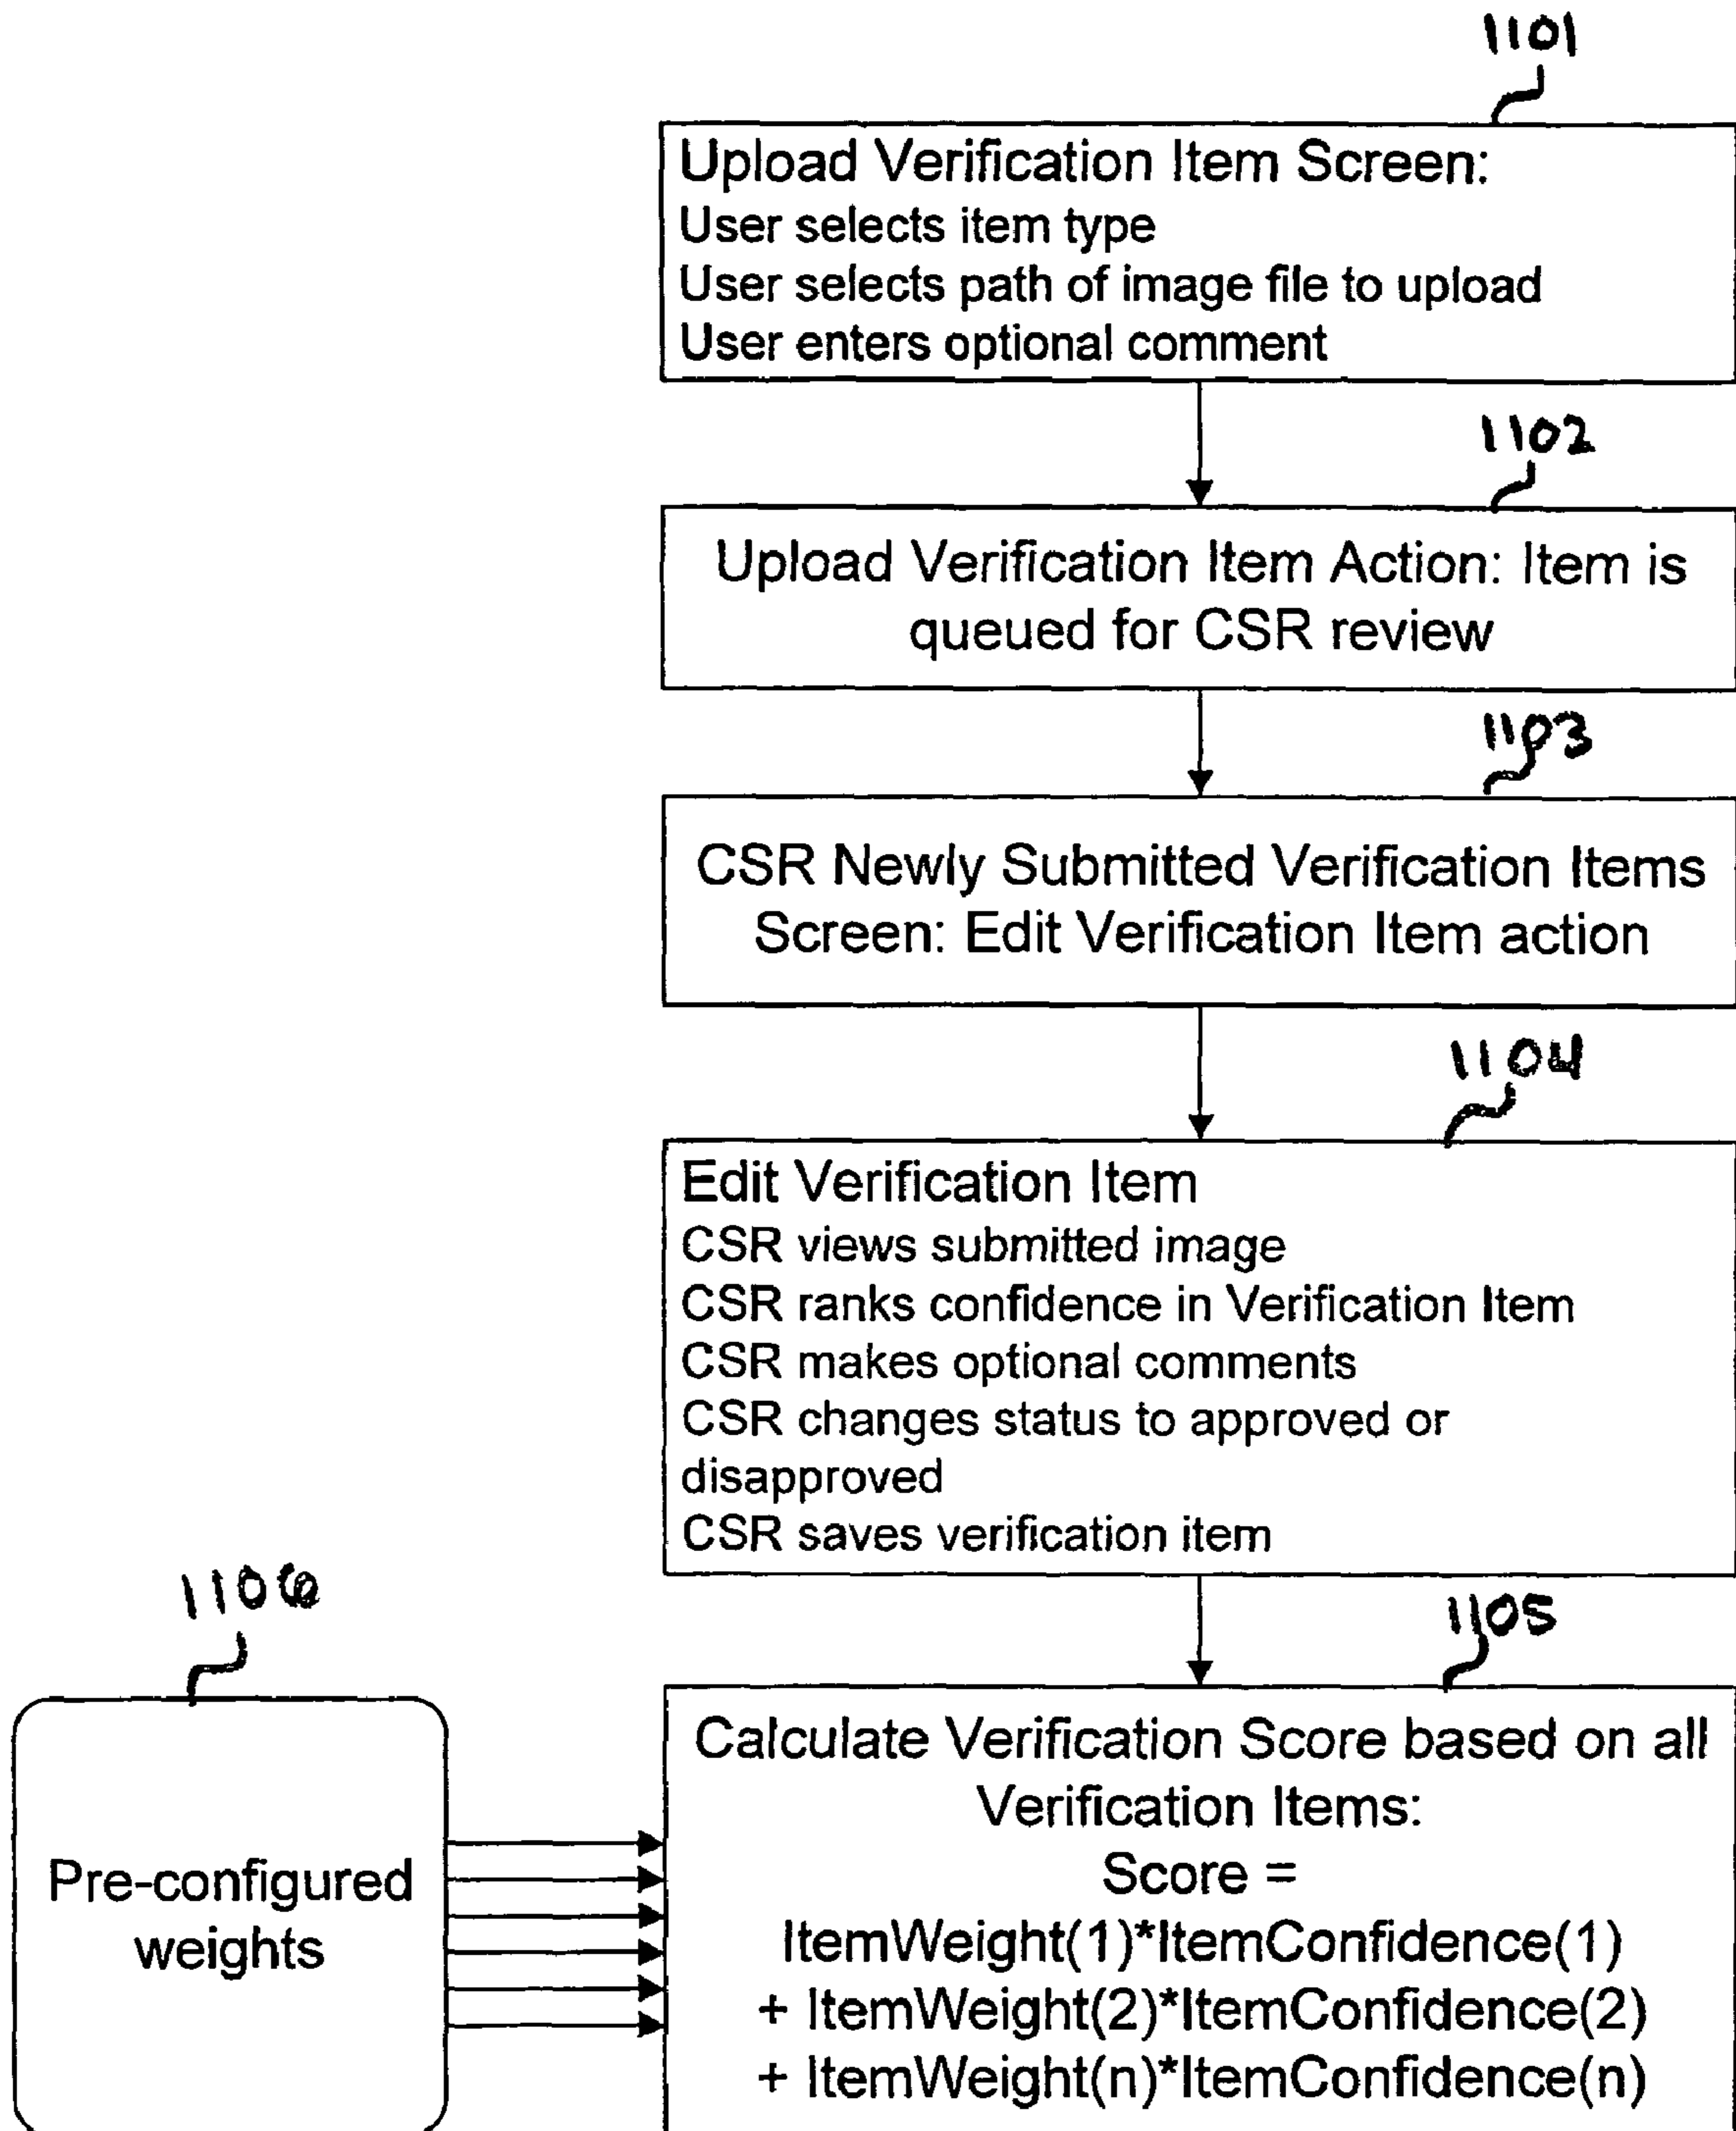 1101
Upload Verification Item Screen:
User selects item type
User selects path of image file to upload
User enters optional comment
1102
Upload Verification Item Action: Item is
queued for CSR review
1103
CSR Newly Submitted Verification Items
Screen: Edit Verification Item action
1104
Edit Verification Item
CSR views submitted image
CSR ranks confidence in Verification Item
CSR makes optional comments
CSR changes status to approved or
disapproved
CSR saves verification item
1106
Pre-configured
weights
1105
Calculate Verification Score based on all
Verification Items:
Score =
ItemWeight(1)*ItemConfidence(1)
+ ItemWeight(2)*ItemConfidence(2)
+ ItemWeight(n)*ItemConfidence(n)